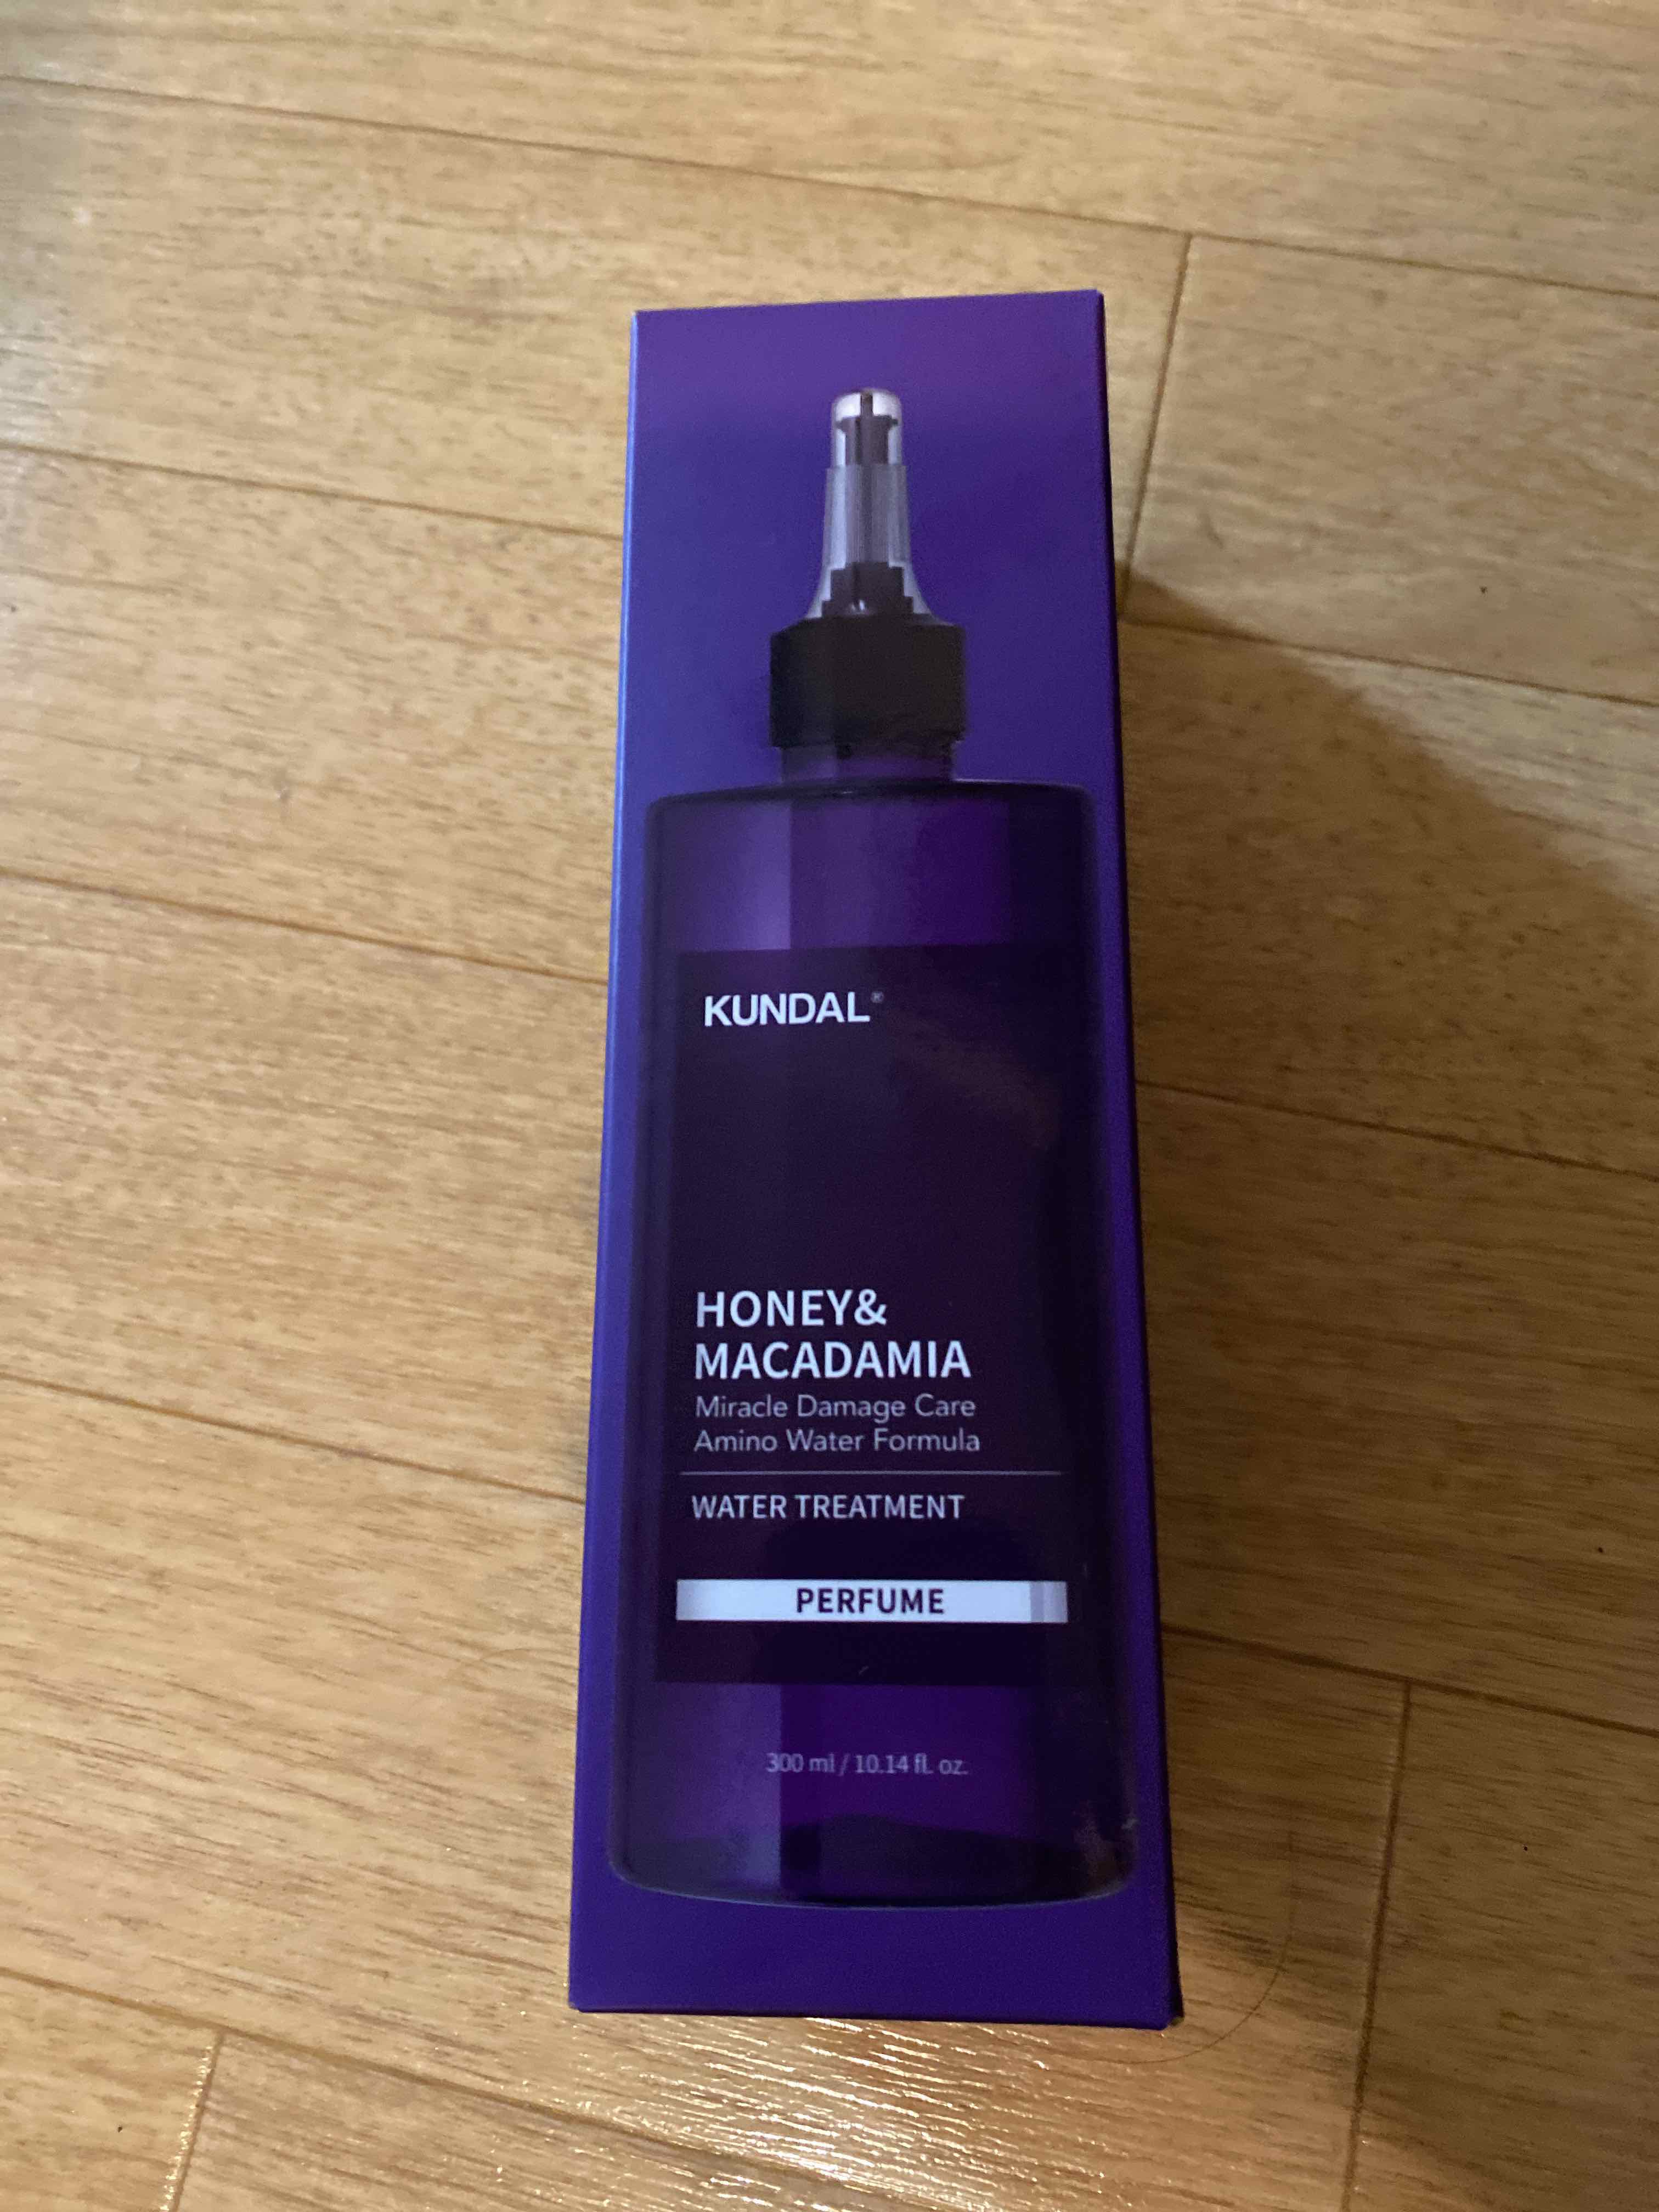 KUNDAL®
HONEY&
MACADAMIA
Miracle Damage Care
Amino Water Formula
WATER TREATMENT
PERFUME
300 ml / 10.14 fl. oz.